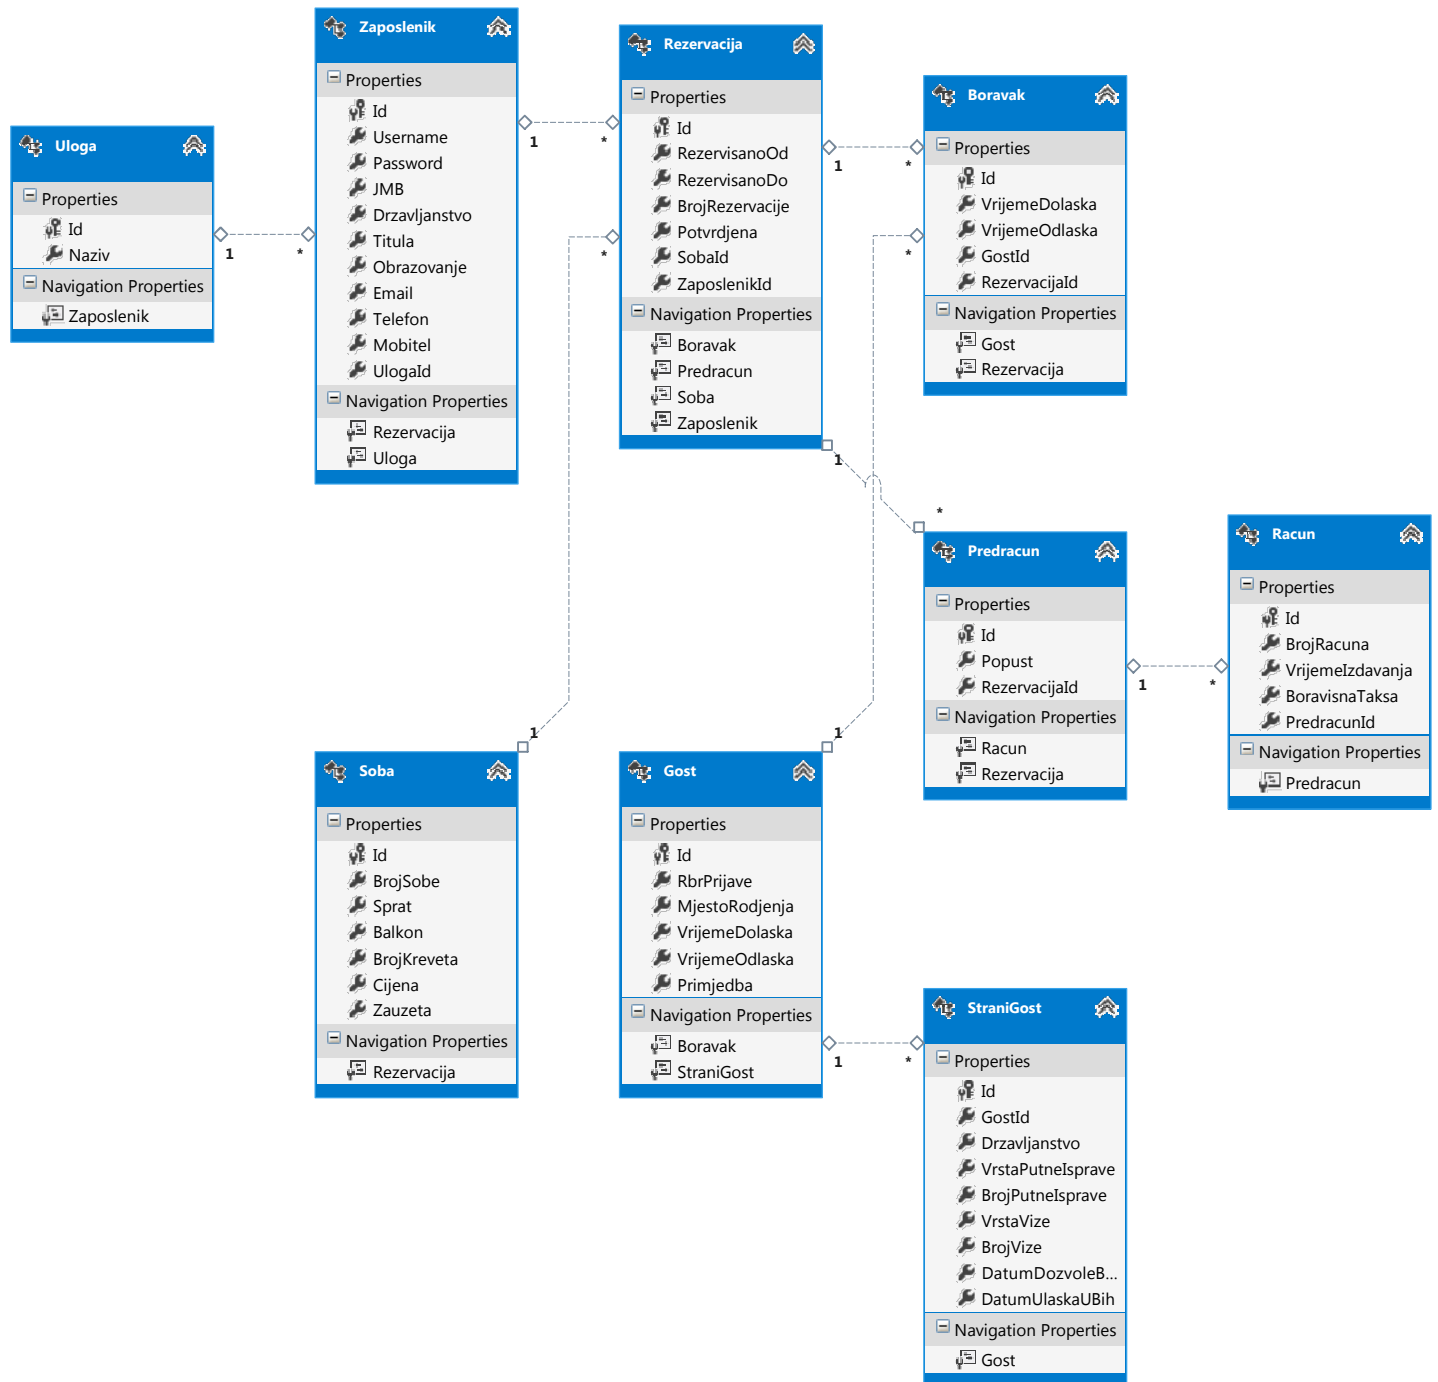 Uloga
Properties
Id
Naziv
Navigation Properties
Zaposlenik
1
*
Zaposlenik
Properties
Id
Username
Password
JMB
Drzavljanstvo
Titula
Obrazovanje
Email
Telefon
Mobitel
UlogaId
Navigation Properties
Rezervacija
Uloga
1
*
Rezervacija
Properties
Id
RezervisanoOd
RezervisanoDo
BrojRezervacije
Potvrdjena
SobaId
ZaposlenikId
Navigation Properties
Boravak
Predracun
Soba
Zaposlenik
*
1
*
1
Boravak
Properties
Id
VrijemeDolaska
VrijemeOdlaska
GostId
RezervacijaId
Navigation Properties
Gost
Rezervacija
*
*
Predracun
Properties
Id
Popust
RezervacijaId
Navigation Properties
Racun
Rezervacija
1
*
Racun
Properties
Id
BrojRacuna
VrijemeIzdavanja
BoravisnaTaksa
PredracunId
Navigation Properties
Predracun
1
Soba
Properties
Id
BrojSobe
Sprat
Balkon
BrojKreveta
Cijena
Zauzeta
Navigation Properties
Rezervacija
1
Gost
Properties
Id
RbrPrijave
MjestoRodjenja
VrijemeDolaska
VrijemeOdlaska
Primjedba
Navigation Properties
Boravak
StraniGost
1
*
StraniGost
Properties
Id
GostId
Drzavljanstvo
VrstaPutneIsprave
BrojPutneIsprave
VrstaVize
BrojVize
DatumDozvoleB...
DatumUlaskaUBih
Navigation Properties
Gost